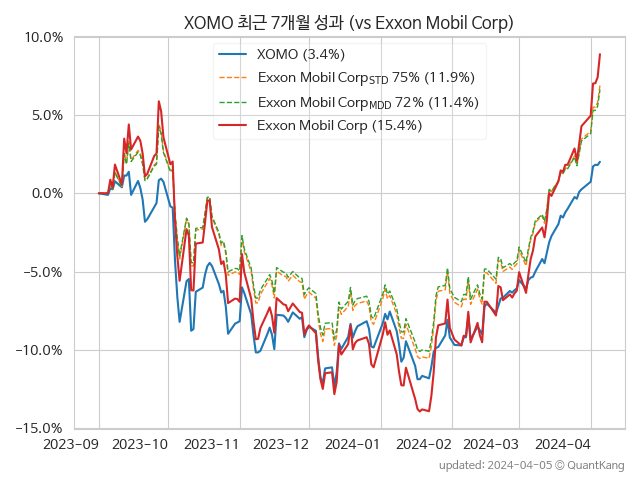 XOMO 최근 7개월 성과 (vs Exxon Mobil Corp)
XOMO (3.4%)
Exxon Mobil CorpSTD 75% (11.9%)
Exxon Mobil CorpMDD 72% (11.4%)
Exxon Mobil Corp (15.4%)
10.0%
5.0%
0.0%
−5.0%
−10.0%
−15.0%
2023-09
2023-10
2023-11
2023-12
2024-01
2024-02
2024-03
2024-04
updated: 2024-04-05 © QuantKang